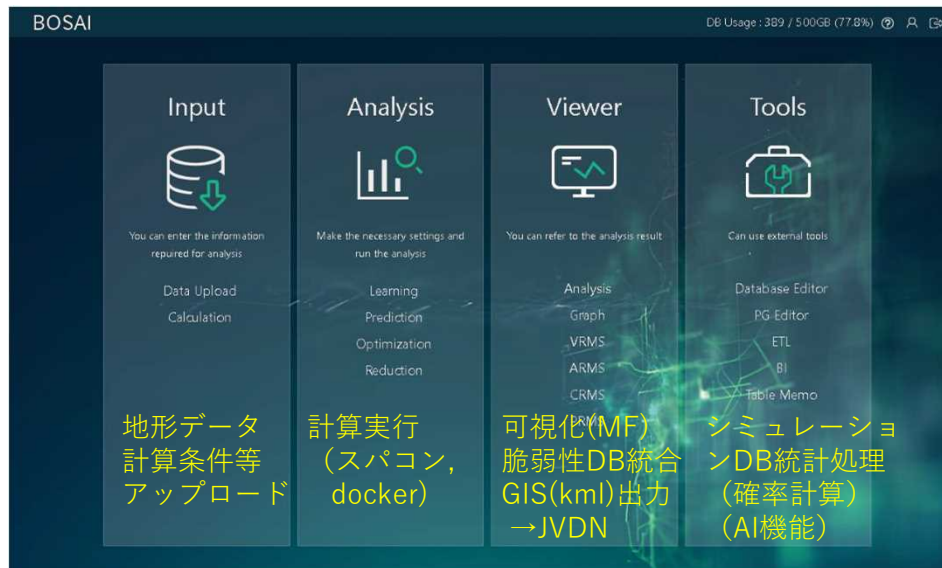 BOSAI
DB Usage : 389 / 500GB (77.8%)
Input
You can enter the information
repuired for analysis
Data Upload
Calculation
地形データ
計算条件等
アップロード
Analysis
Make the necessary settings and
run the analysis
Learning
Prediction
Optimization
Reduction
計算実行
（スパコン,
docker)
Viewer
You can refer to the analysis result
Analysis
Graph
VRMS
ARMS
CRMS
可視化(MF)
脆弱性DB統合
GIS(kml)出力
→JVDN
Tools
Can use external tools
Database Editor
PG Editor
ETL
BI
Table Memo
シミュレーショ
ンDB統計処理
（確率計算）
（AI機能）